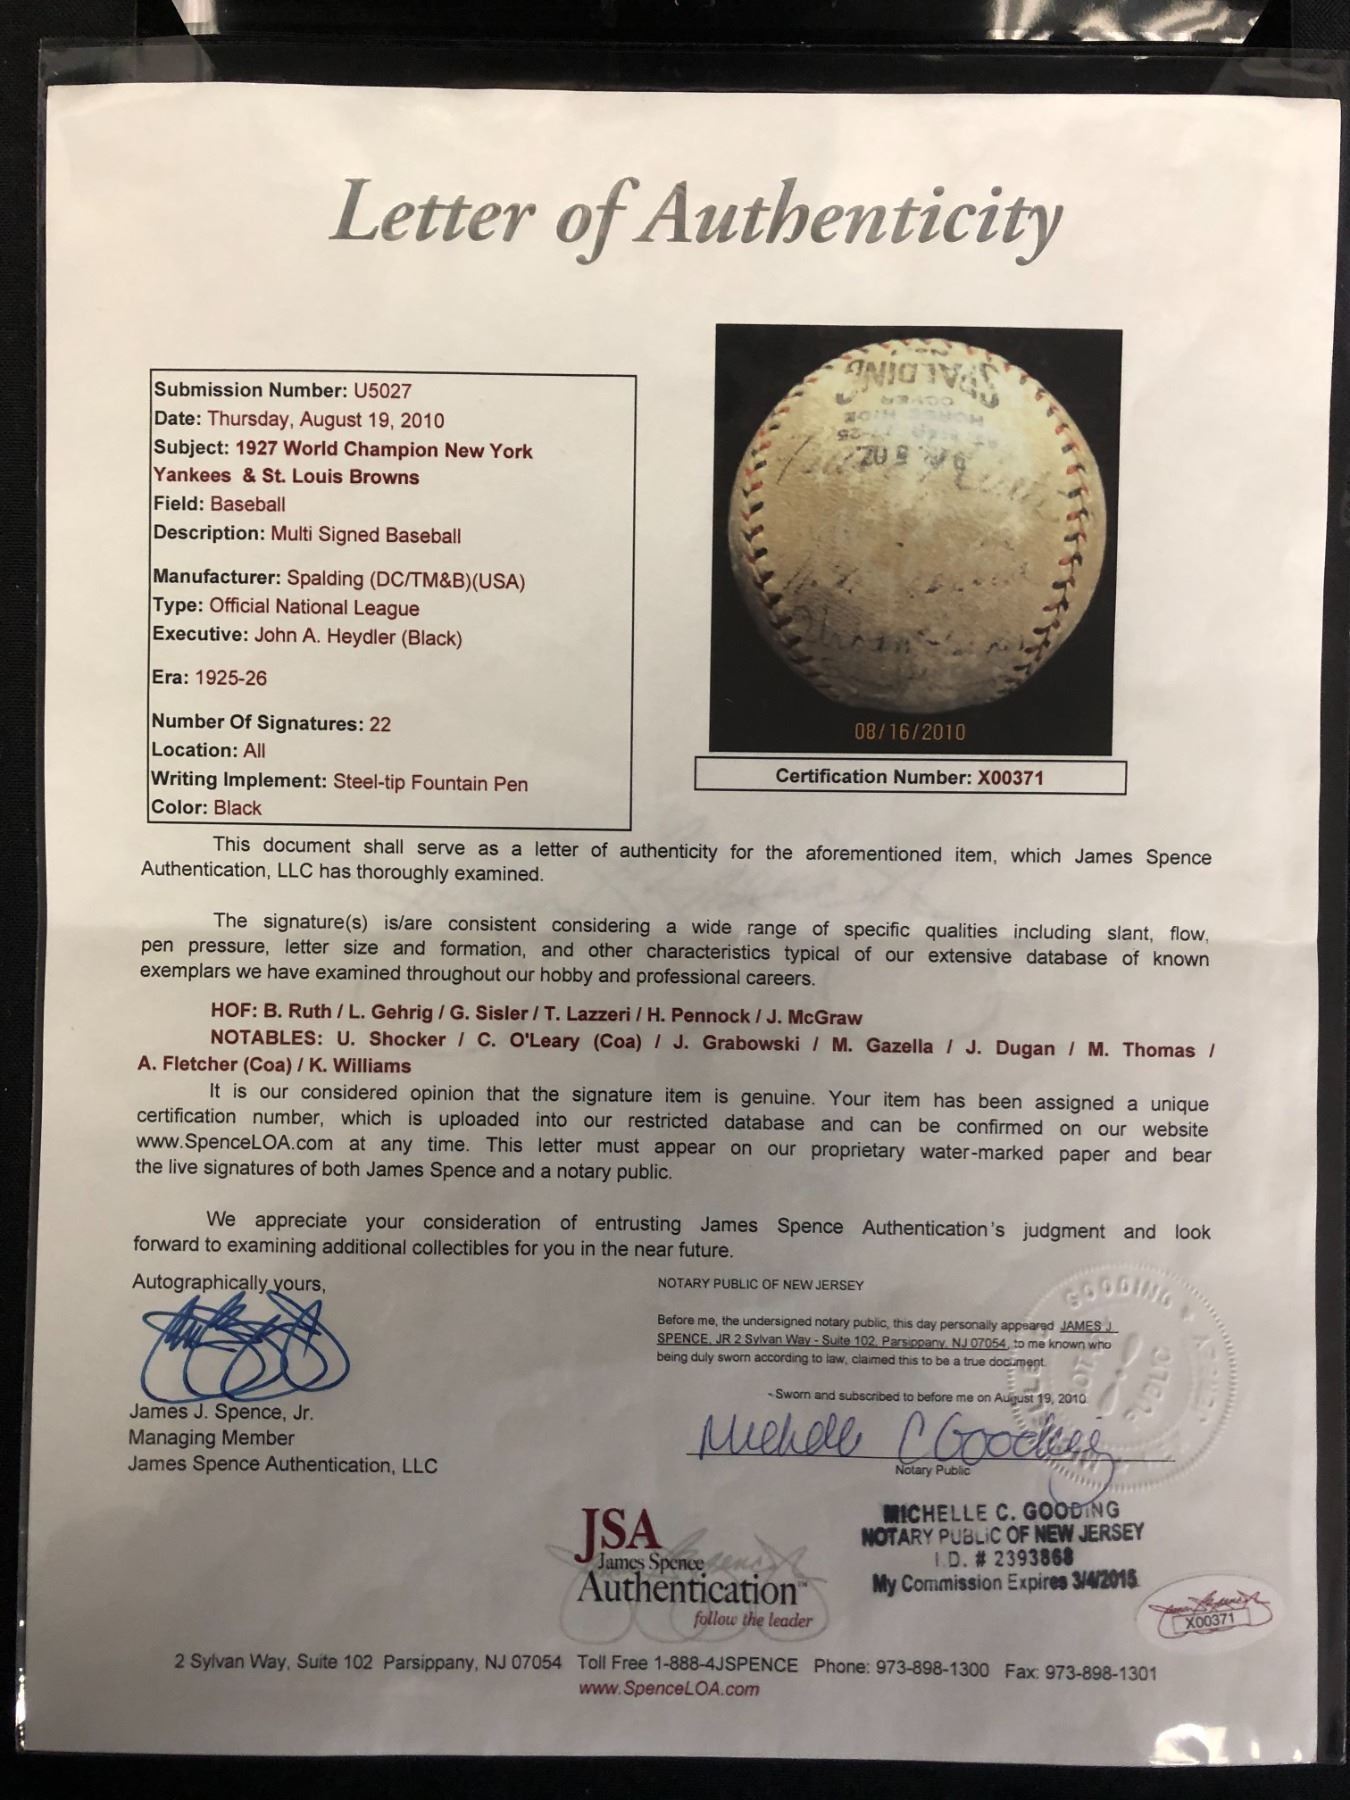 Letter of Authenticity
Submission Number: U5027
Date: Thursday, August 19, 2010
Subject: 1927 World Champion New York
Yankees & St. Louis Browns
Field: Baseball
Description: Multi Signed Baseball
Manufacturer: Spalding (DC/TM&B)(USA)
Type: Official National League
Executive: John A. Heydler (Black)
Era: 1925-26
Number Of Signatures: 22
Location: All
Writing Implement: Steel-tip Fountain Pen
Color: Black
SPALDING
COVER
HORSE HIDE
08/16/2010
Certification Number: X00371
This document shall serve as a letter of authenticity for the aforementioned item, which James Spence
Authentication, LLC has thoroughly examined.
The signature(s) is/are consistent considering a wide range of specific qualities including slant, flow,
pen pressure, letter size and formation, and other characteristics typical of our extensive database of known
exemplars we have examined throughout our hobby and professional careers.
HOF: B. Ruth / L. Gehrig / G. Sisler / T. Lazzeri / H. Pennock / J. McGraw
NOTABLES: U. Shocker / C. O'Leary (Coa) / J. Grabowski / M. Gazella / J. Dugan / M. Thomas /
A. Fletcher (Coa) / K. Williams
It is our considered opinion that the signature item is genuine. Your item has been assigned a unique
certification number, which is uploaded into our restricted database and can be confirmed on our website
www.SpenceLOA.com at any time. This letter must appear on our proprietary water-marked paper and bear
the live signatures of both James Spence and a notary public.
We appreciate your consideration of entrusting James Spence Authentication's judgment and look
forward to examining additional collectibles for you in the near future.
Autographically yours,
James J. Spence, Jr.
Managing Member
James Spence Authentication, LLC
NOTARY PUBLIC OF NEW JERSEY
Before me, the undersigned notary public, this day personally appeared JAMES J.
SPENCE, JR 2 Sylvan Way - Suite 102, Parsippany, NJ 07054, to me known who
being duly sworn according to law, claimed this to be a true document.
- Sworn and subscribed to before me on August 19, 2010.
Michelle C Gooding
Notary Public
MICHELLE C. GOODING
NOTARY PUBLIC OF NEW JERSEY
I.D. # 2393868
My Commission Expires 3/4/2015
JSA
James Spence
Authentication™
follow the leader
X00371
2 Sylvan Way, Suite 102 Parsippany, NJ 07054 Toll Free 1-888-4JSPENCE Phone: 973-898-1300 Fax: 973-898-1301
www.SpenceLOA.com